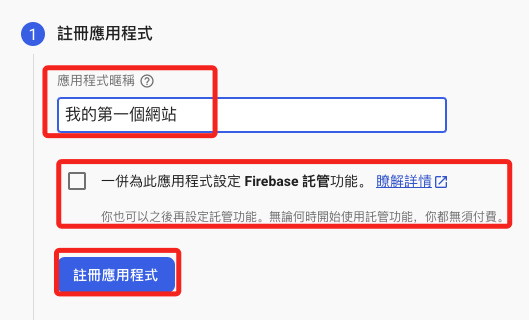 1 註冊應用程式
應用程式暱稱 ?
我的第一個網站
一併為此應用程式設定 Firebase 託管功能。 瞭解詳情
你也可以之後再設定託管功能。無論何時開始使用託管功能，你都無須付費。
註冊應用程式